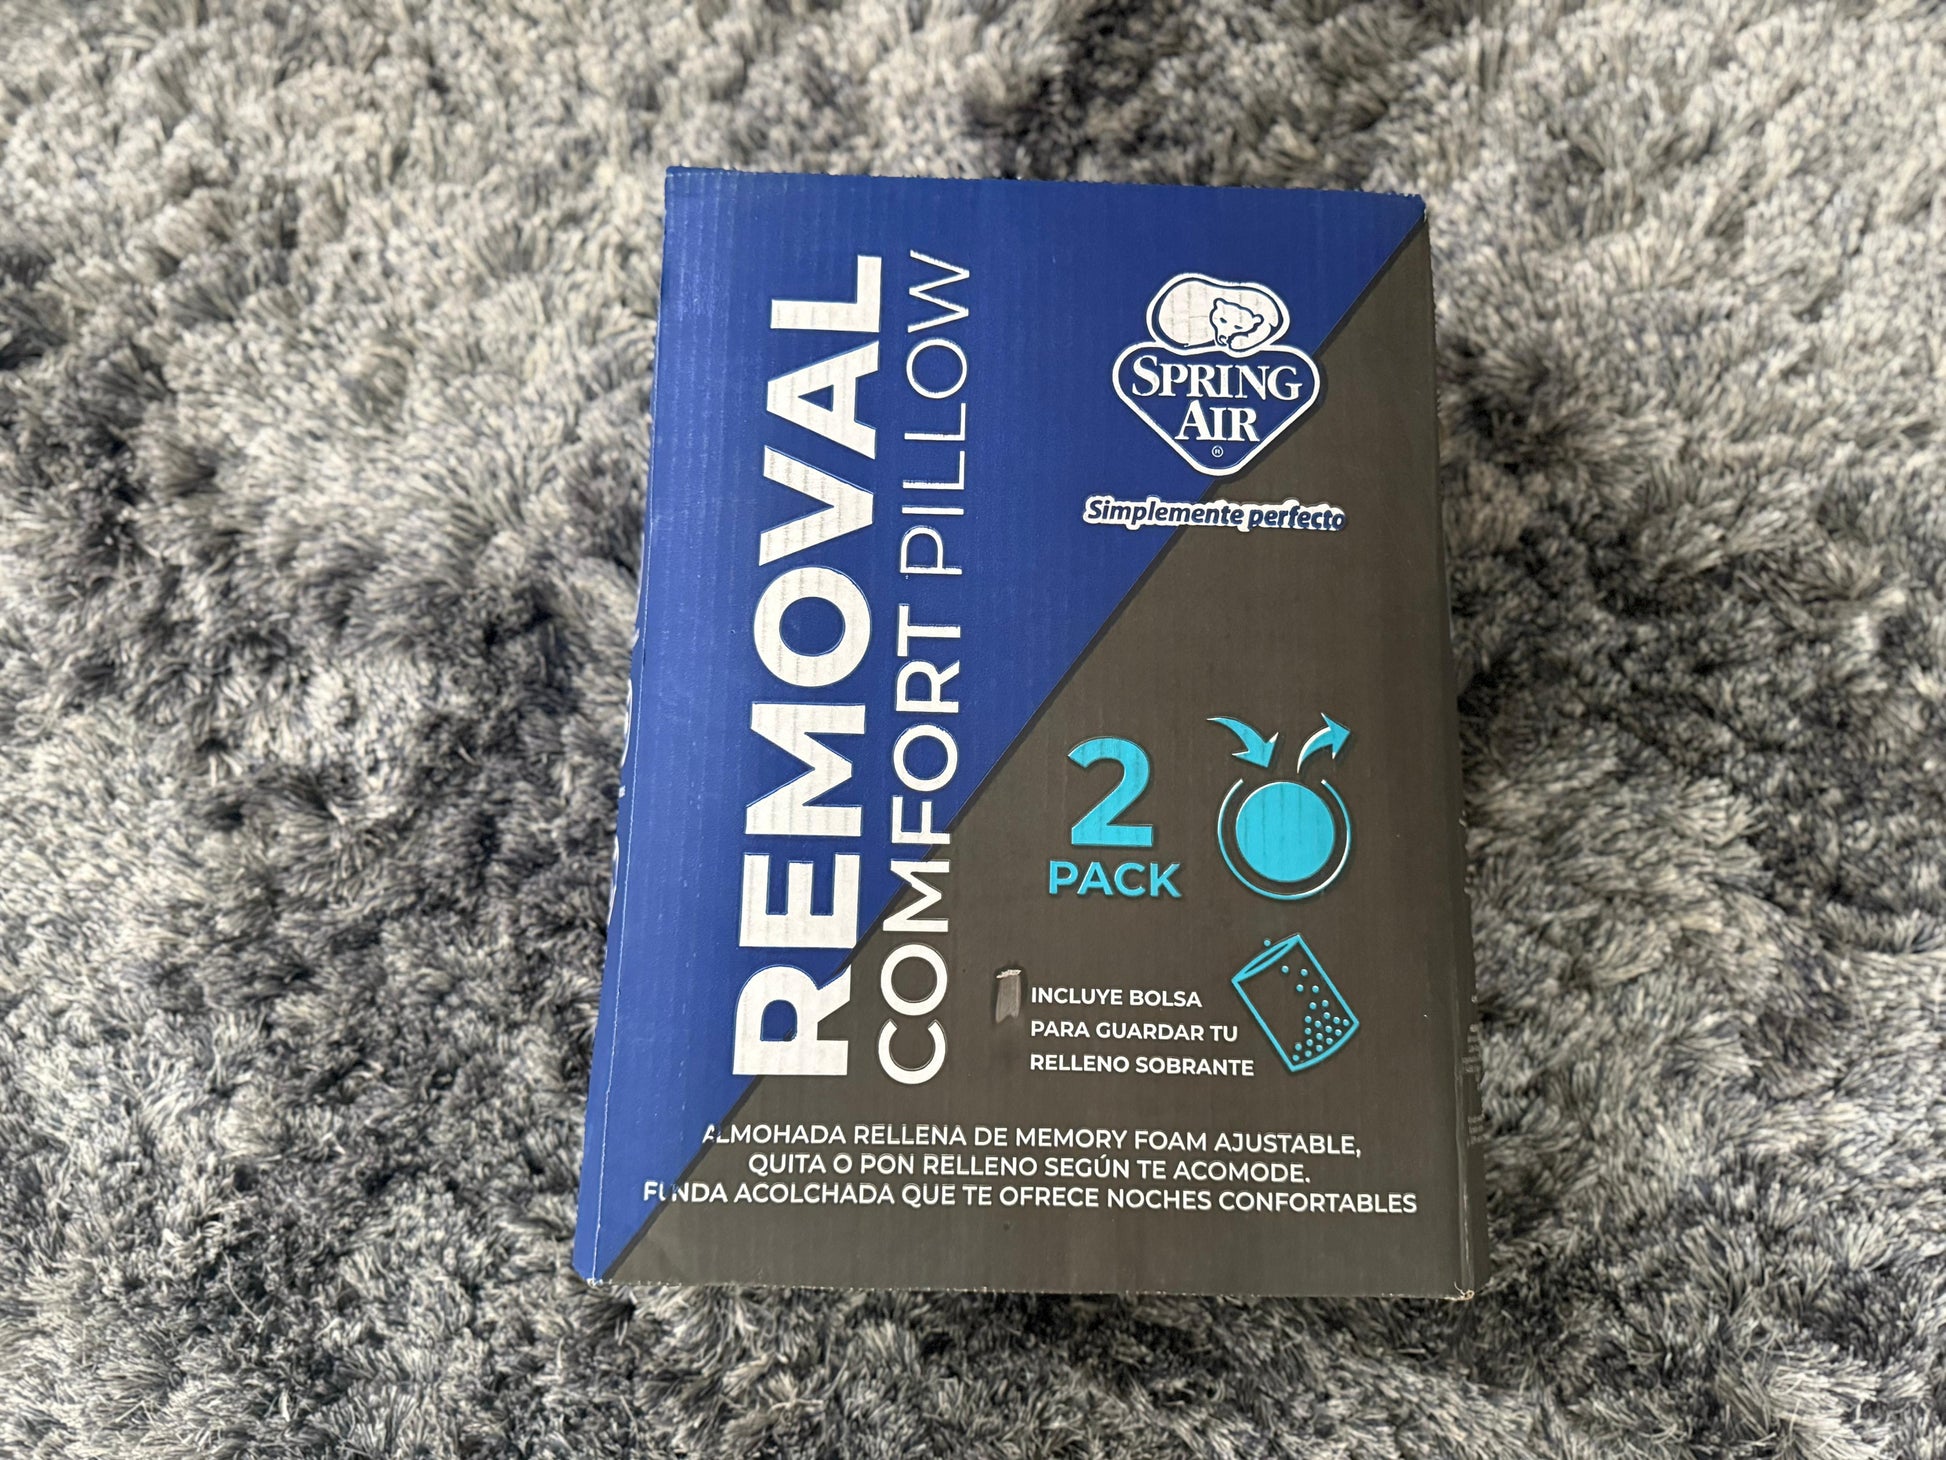 REMOVAL
COMFORT PILLOW
SPRING
AIR
®
Simplemente perfecto
2
PACK
INCLUYE BOLSA
PARA GUARDAR TU
RELLENO SOBRANTE
ALMOHADA RELLENA DE MEMORY FOAM AJUSTABLE,
QUITA O PON RELLENO SEGÚN TE ACOMODE.
FUNDA ACOLCHADA QUE TE OFRECE NOCHES CONFORTABLES